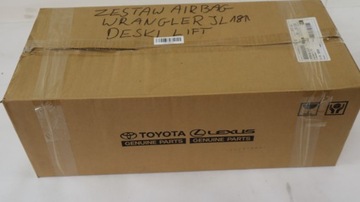 ZESTAW AIRBAG
WRANGLER JL 18R
DESKI LIFT
TOYOTA LEXUS
GENUINE PARTS GENUINE PARTS